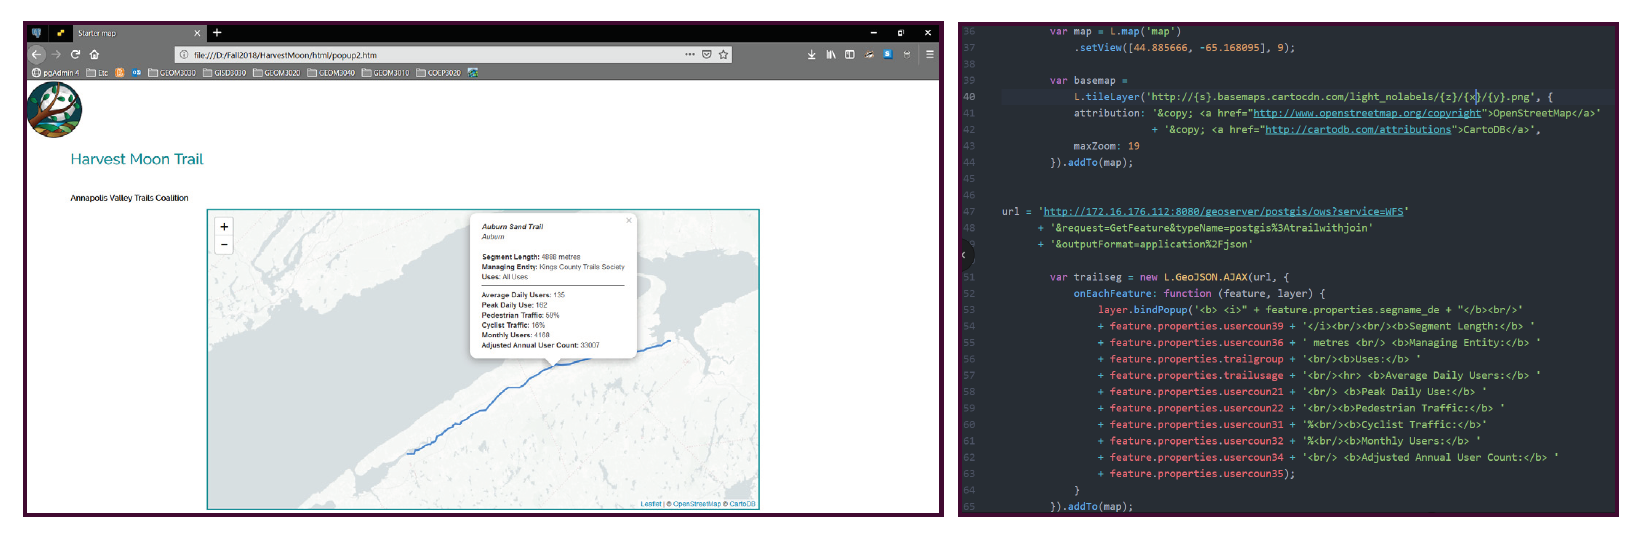 Starter map
file:///D:/Fall2018/HarvestMoon/html/popup2.htm
pgAdmin 4 Etc GEOM3030 GISD3030 GEOM3020 GEOM3040 GEOM3010 COCP3020
Harvest Moon Trail
Annapolis Valley Trails Coalition
+
−
Auburn Sand Trail
Auburn
Segment Length: 4888 metres
Managing Entity: Kings County Trails Society
Uses: All Uses
Average Daily Users: 135
Peak Daily Use: 162
Pedestrian Traffic: 59%
Cyclist Traffic: 16%
Monthly Users: 4168
Adjusted Annual User Count: 33007
Leaflet | © OpenStreetMap © CartoDB
36 var map = L.map('map')
37 .setView([44.885666, -65.168095], 9);
38
39 var basemap =
40 L.tileLayer('http://{s}.basemaps.cartocdn.com/light_nolabels/{z}/{x}/{y}.png', {
41 attribution: '&copy; <a href="http://www.openstreetmap.org/copyright">OpenStreetMap</a>'
42 + '&copy; <a href="http://cartodb.com/attributions">CartoDB</a>',
43 maxZoom: 19
44 }).addTo(map);
45
46
47 url = 'http://172.16.176.112:8080/geoserver/postgis/ows?service=WFS'
48 + '&request=GetFeature&typeName=postgis%3Atrailwithjoin'
+ '&outputFormat=application%2Fjson'
51 var trailseg = new L.GeoJSON.AJAX(url, {
52 onEachFeature: function (feature, layer) {
53 layer.bindPopup('<b> <i>" + feature.properties.segname_de + "</b><br/>'
54 + feature.properties.usercoun39 + '</i><br/><br/><b>Segment Length:</b> '
55 + feature.properties.usercoun36 + ' metres <br/> <b>Managing Entity:</b> '
56 + feature.properties.trailgroup + '<br/><b>Uses:</b> '
57 + feature.properties.trailusage + '<br/><hr> <b>Average Daily Users:</b> '
58 + feature.properties.usercoun21 + '<br/> <b>Peak Daily Use:</b> '
59 + feature.properties.usercoun22 + '<br/><b>Pedestrian Traffic:</b> '
60 + feature.properties.usercoun31 + '%<br/><b>Cyclist Traffic:</b>'
61 + feature.properties.usercoun32 + '%<br/><b>Monthly Users:</b> '
62 + feature.properties.usercoun34 + '<br/> <b>Adjusted Annual User Count:</b> '
63 + feature.properties.usercoun35);
64 }
65 }).addTo(map);